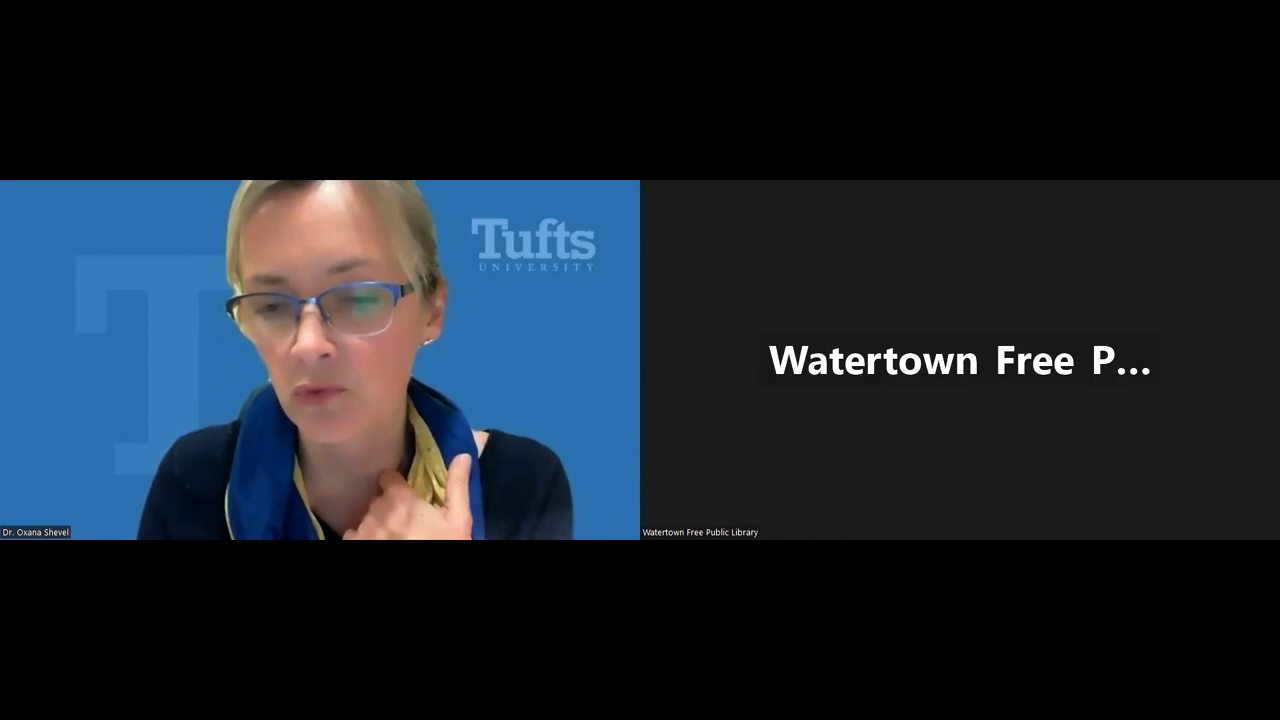 Tufts
UNIVERSITY
T
Watertown Free P...
Dr. Oxana Shevel
Watertown Free Public Library